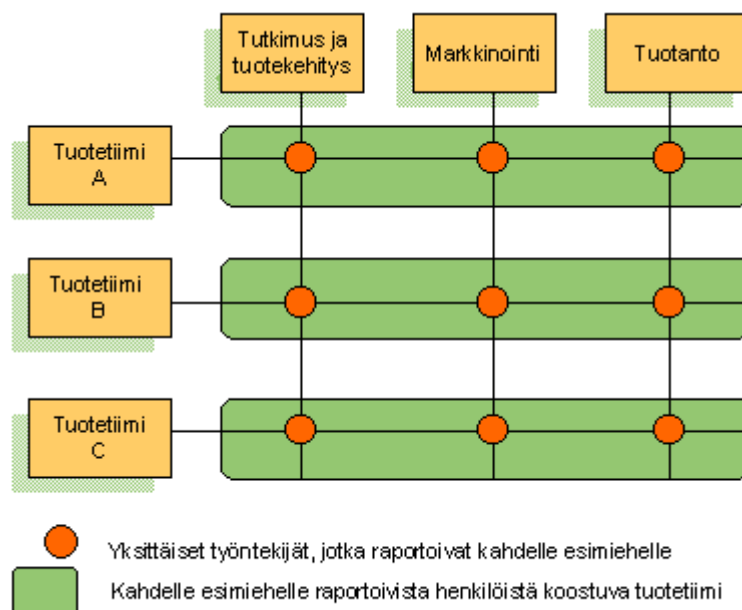 Tutkimus ja
tuotekehitys
Markkinointi
Tuotanto
Tuotetiimi
A
Tuotetiimi
B
Tuotetiimi
C
Yksittäiset työntekijät, jotka raportoivat kahdelle esimiehelle
Kahdelle esimiehelle raportoivista henkilöistä koostuva tuotetiimi